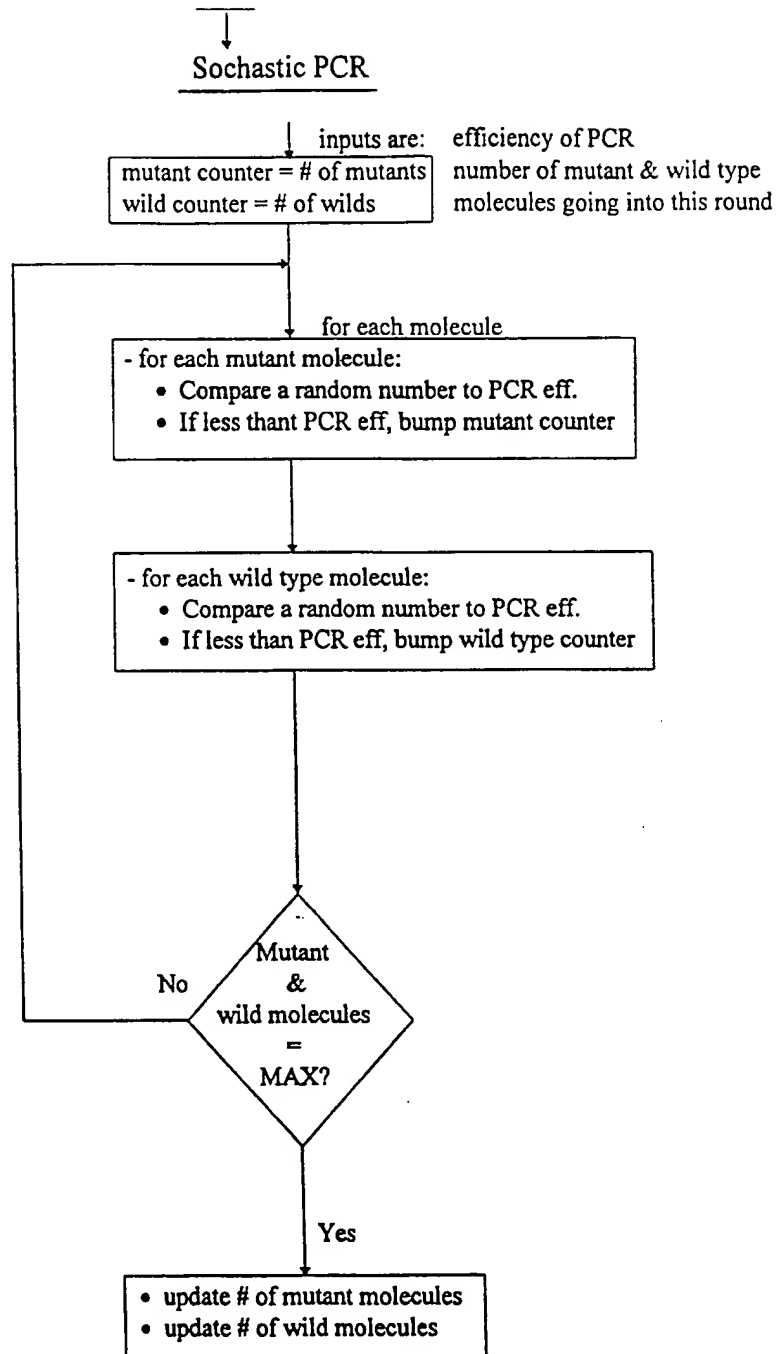 Sochastic PCR
inputs are: efficiency of PCR
mutant counter = # of mutants number of mutant & wild type
wild counter = # of wilds molecules going into this round
for each molecule
- for each mutant molecule:
• Compare a random number to PCR eff.
• If less thant PCR eff, bump mutant counter
- for each wild type molecule:
• Compare a random number to PCR eff.
• If less than PCR eff, bump wild type counter
No
Mutant
&
wild molecules
=
MAX?
Yes
• update # of mutant molecules
• update # of wild molecules